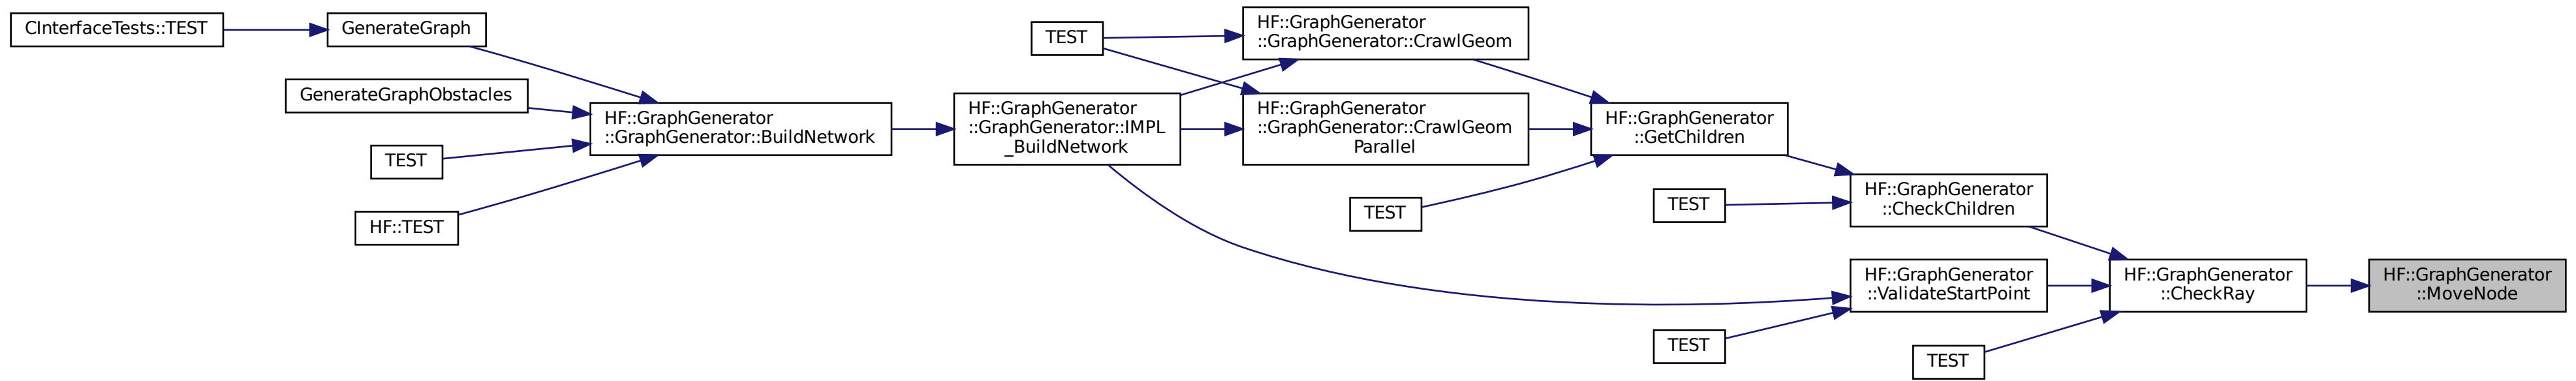 CInterfaceTests::TEST
GenerateGraph
GenerateGraphObstacles
TEST
HF::TEST
HF::GraphGenerator
::GraphGenerator::BuildNetwork
HF::GraphGenerator
::GraphGenerator::IMPL
_BuildNetwork
TEST
HF::GraphGenerator
::GraphGenerator::CrawlGeom
HF::GraphGenerator
::GraphGenerator::CrawlGeom
Parallel
TEST
HF::GraphGenerator
::GetChildren
TEST
HF::GraphGenerator
::CheckChildren
HF::GraphGenerator
::ValidateStartPoint
TEST
HF::GraphGenerator
::CheckRay
TEST
HF::GraphGenerator
::MoveNode